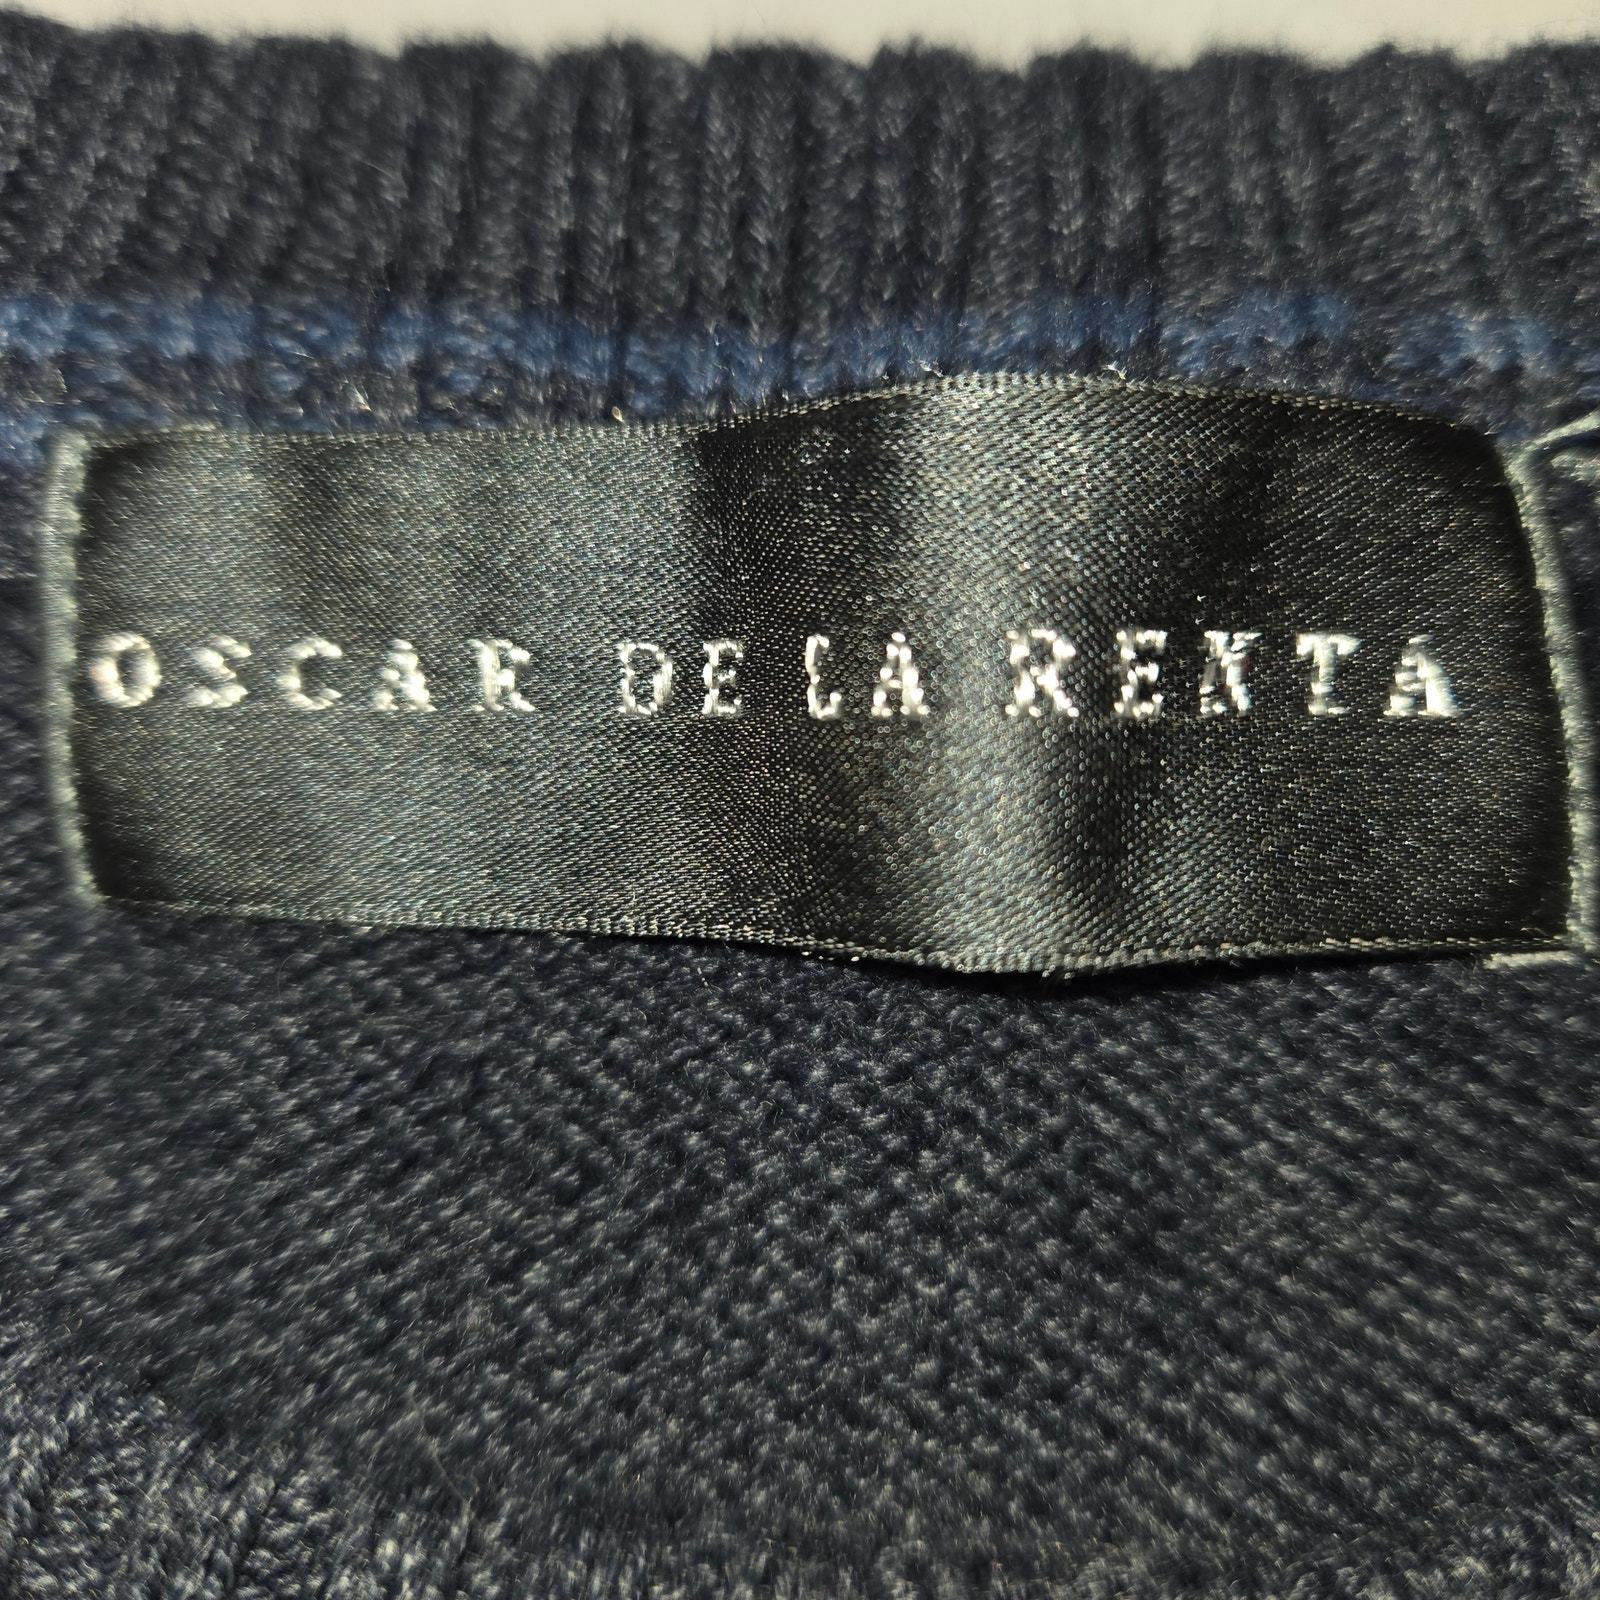 OSCAR DE LA RENTA